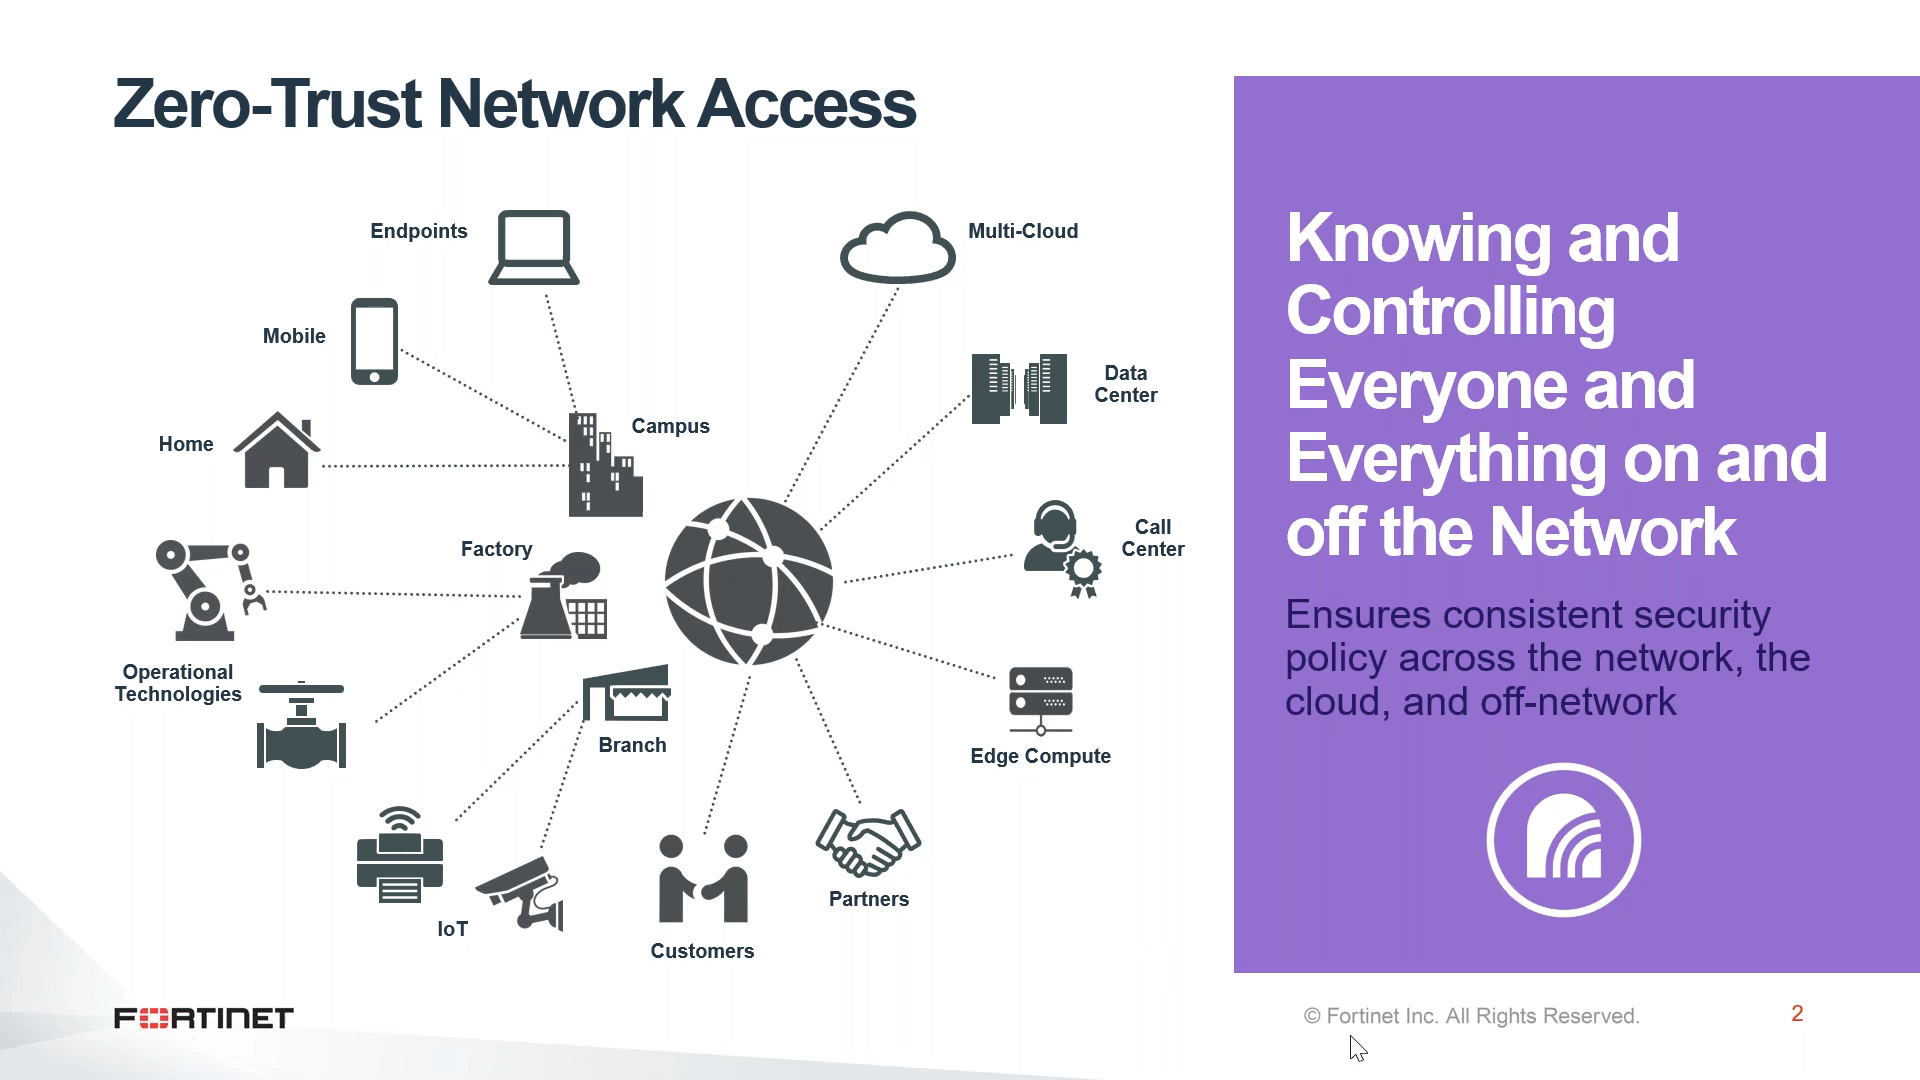 Zero-Trust Network Access
Endpoints
Multi-Cloud
Mobile
Data
Center
Home
Campus
Call
Center
Factory
Operational
Technologies
Branch
Edge Compute
IoT
Partners
Customers
Knowing and
Controlling
Everyone and
Everything on and
off the Network
Ensures consistent security
policy across the network, the
cloud, and off-network
FORTINET
© Fortinet Inc. All Rights Reserved.
2